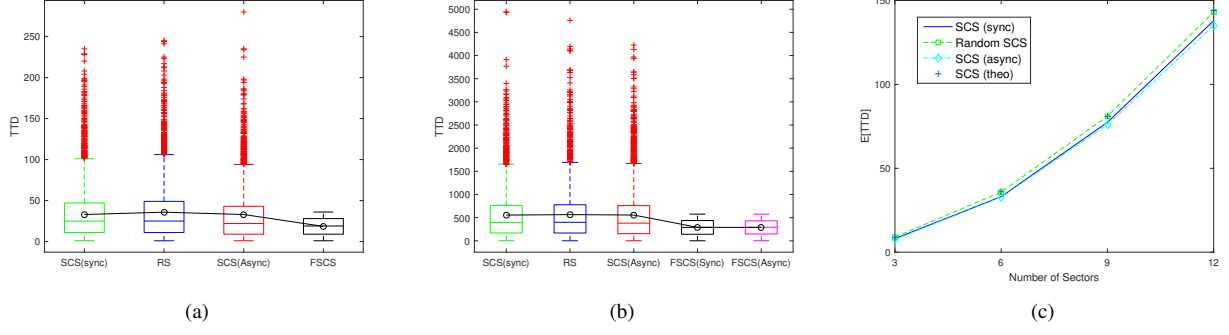 250
200
150
100
50
0
TTD
SCS(sync) RS SCS(Async) FSCS
(a)
5000
4500
4000
3500
3000
2500
2000
1500
1000
500
0
TTD
SCS(sync) RS SCS(Async) FSCS(Sync) FSCS(Async)
(b)
150
100
50
0
E[TTD]
SCS (sync)
Random SCS
SCS (async)
SCS (theo)
3 6 9 12
Number of Sectors
(c)